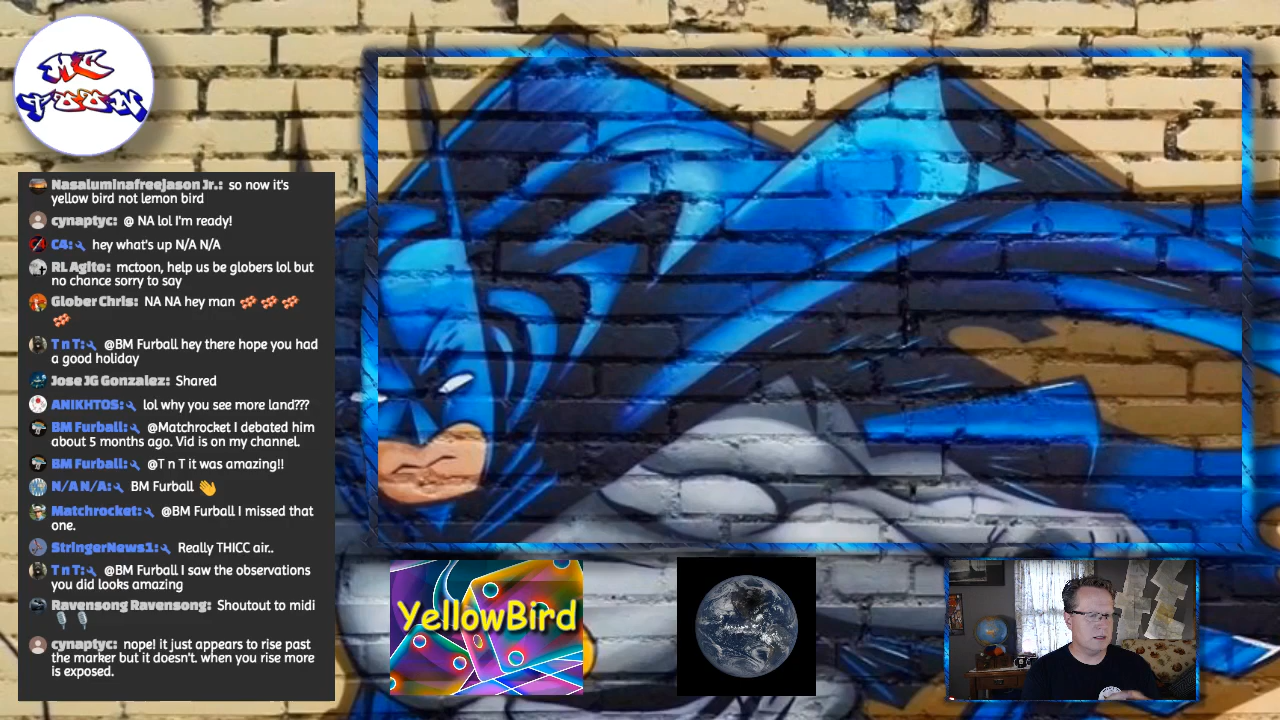 MC
TOON
Nasaluminafreejason Jr.: so now it's
yellow bird not lemon bird
cynaptyc: @ NA lol I'm ready!
C4: hey what's up N/A N/A
RL Agito: mctoon, help us be globers lol but
no chance sorry to say
Glober Chris: NA NA hey man 🥓 🥓 🥓
🥓
T n T: @BM Furball hey there hope you had
a good holiday
Jose JG Gonzalez: Shared
ANIKHTOS: lol why you see more land???
BM Furball: @Matchrocket I debated him
about 5 months ago. Vid is on my channel.
BM Furball: @T n T it was amazing!!
N/A N/A: BM Furball 👋
Matchrocket: @BM Furball I missed that
one.
StringerNews1: Really THICC air..
T n T: @BM Furball I saw the observations
you did looks amazing
Ravensong Ravensong: Shoutout to midi
🎙️ 🎙️
cynaptyc: nope! it just appears to rise past
the marker but it doesn't. when you rise more
is exposed.
YellowBird